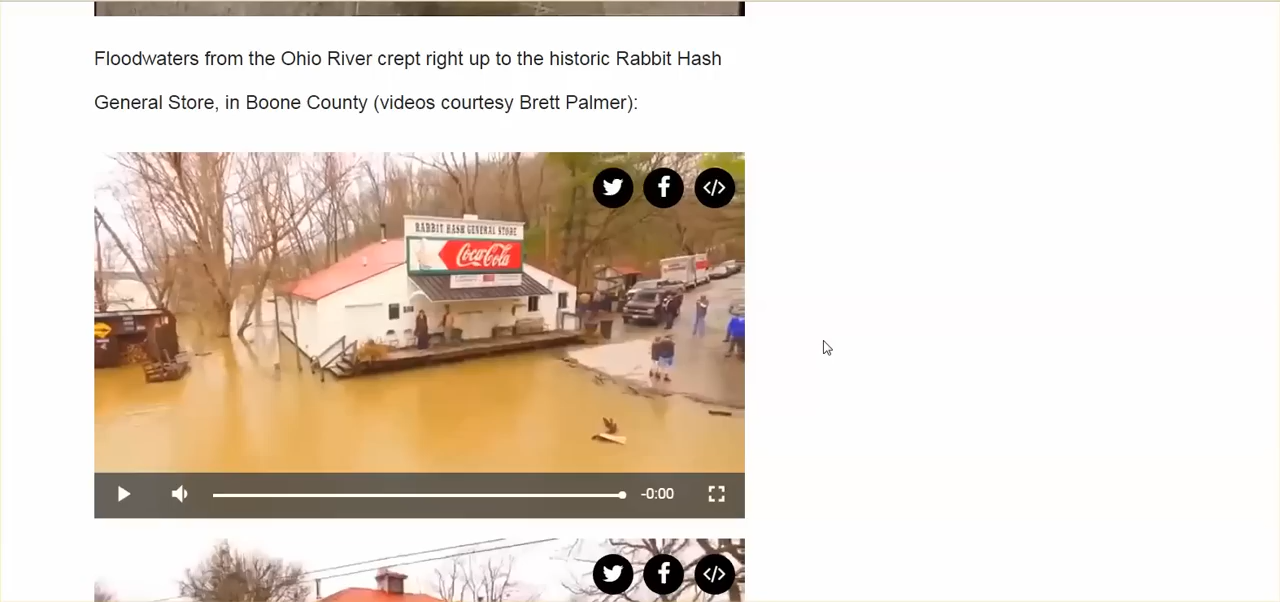 Floodwaters from the Ohio River crept right up to the historic Rabbit Hash
General Store, in Boone County (videos courtesy Brett Palmer):
RABBIT HASH GENERAL STORE
Coca-Cola
-0:00